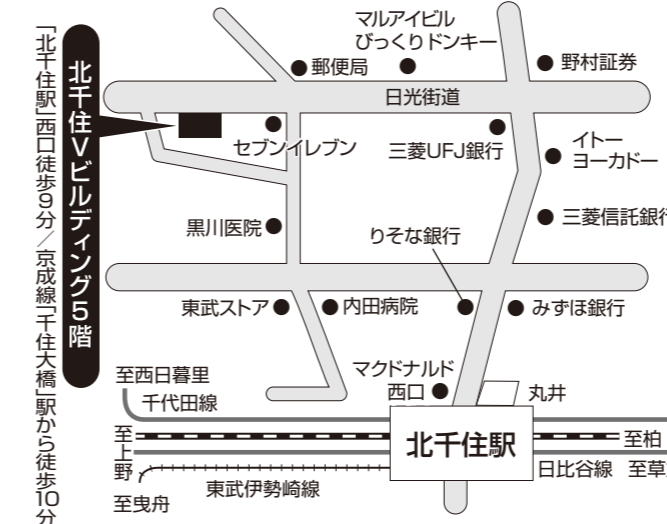 「北千住駅」西口徒歩9分／京成線「千住大橋」駅から徒歩10分
北千住Vビルディング5階
マルアイビル
びっくりドンキー
郵便局
野村証券
日光街道
セブンイレブン
三菱UFJ銀行
イトー
ヨーカドー
三菱信託銀行
黒川医院
りそな銀行
東武ストア
内田病院
みずほ銀行
マクドナルド
西口
丸井
至西日暮里
千代田線
至上野
北千住駅
至柏
日比谷線
至草
東武伊勢崎線
至曳舟